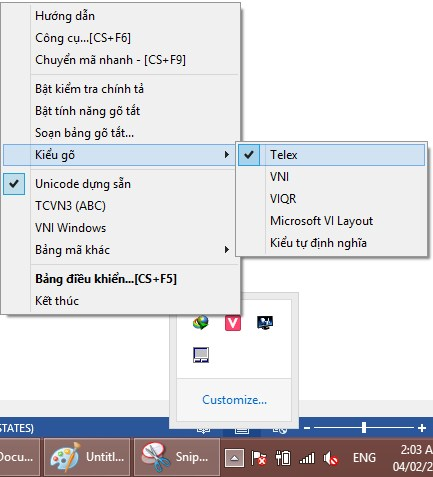 Hướng dẫn
Công cụ...[CS+F6]
Chuyển mã nhanh - [CS+F9]
Bật kiểm tra chính tả
Bật tính năng gõ tắt
Soạn bảng gõ tắt...
Kiểu gõ
Telex
VNI
VIQR
Microsoft VI Layout
Kiểu tự định nghĩa
Unicode dựng sẵn
TCVN3 (ABC)
VNI Windows
Bảng mã khác
Bảng điều khiển...[CS+F5]
Kết thúc
V
Customize...
STATES)
Docu...
Untitl...
Snip...
ENG
2:03 A
04/02/2